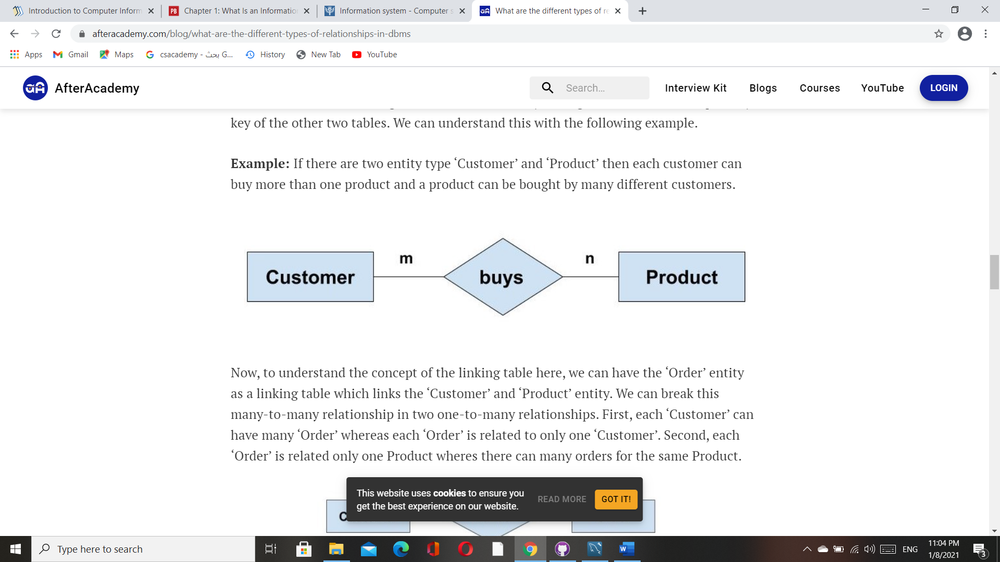 Introduction to Computer Inform
Chapter 1: What Is an Informatio
Information system - Computer s
What are the different types of re
afteracademy.com/blog/what-are-the-different-types-of-relationships-in-dbms
Apps
Gmail
Maps
csacademy - بحث G...
History
New Tab
YouTube
AfterAcademy
Search...
Interview Kit
Blogs
Courses
YouTube
LOGIN
key of the other two tables. We can understand this with the following example.
Example: If there are two entity type ‘Customer’ and ‘Product’ then each customer can
buy more than one product and a product can be bought by many different customers.
Customer
m
buys
n
Product
Now, to understand the concept of the linking table here, we can have the ‘Order’ entity
as a linking table which links the ‘Customer’ and ‘Product’ entity. We can break this
many-to-many relationship in two one-to-many relationships. First, each ‘Customer’ can
have many ‘Order’ whereas each ‘Order’ is related to only one ‘Customer’. Second, each
‘Order’ is related only one Product wheres there can many orders for the same Product.
This website uses cookies to ensure you
get the best experience on our website.
READ MORE
GOT IT!
Type here to search
ENG
11:04 PM
1/8/2021
3